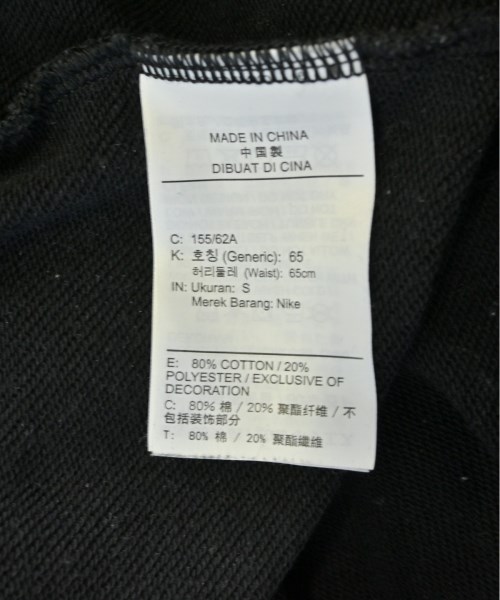 MADE IN CHINA
中国製
DIBUAT DI CINA
C: 155/62A
K: 호칭 (Generic): 65
허리둘레 (Waist): 65cm
IN: Ukuran: S
Merek Barang: Nike
E: 80% COTTON / 20%
POLYESTER / EXCLUSIVE OF
DECORATION
C: 80% 棉 / 20% 聚酯纤维 / 不
包括装饰部分
T: 80% 棉 / 20% 聚酯纖維